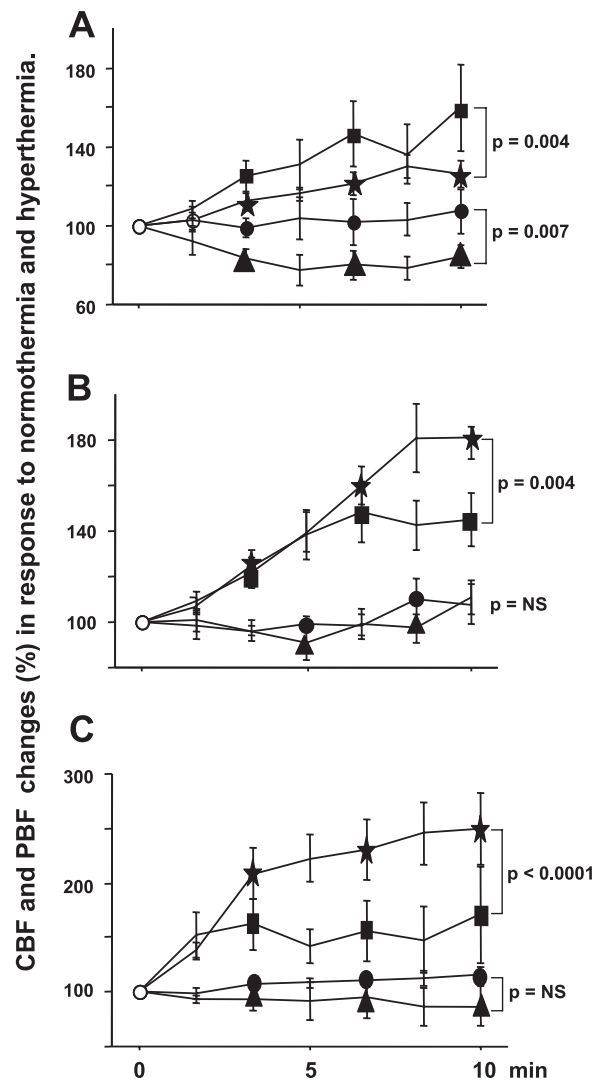 CBF and PBF changes (%) in response to normothermia and hyperthermia.
A
180
140
100
60
p = 0.004
p = 0.007
B
180
140
100
p = 0.004
p = NS
C
300
200
100
p < 0.0001
p = NS
0 5 10 min